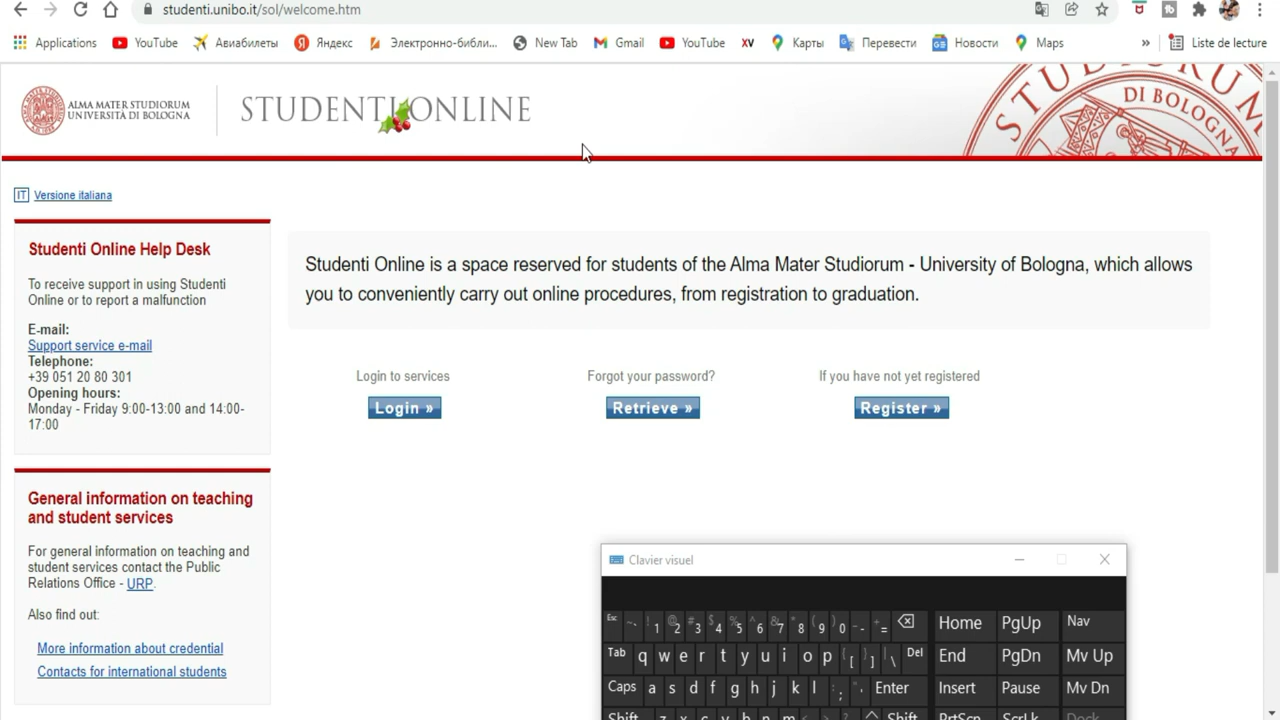 studenti.unibo.it/sol/welcome.htm
Applications YouTube Авиабилеты Яндекс Электронно-библи... New Tab Gmail YouTube XV Карты Перевести Новости Maps » Liste de lecture
ALMA MATER STUDIORUM
UNIVERSITÀ DI BOLOGNA
STUDENTI ONLINE
STUDIORUM
DI BOLOGNA
IT Versione italiana
Studenti Online Help Desk
To receive support in using Studenti
Online or to report a malfunction
E-mail:
Support service e-mail
Telephone:
+39 051 20 80 301
Opening hours:
Monday - Friday 9:00-13:00 and 14:00-
17:00
General information on teaching
and student services
For general information on teaching and
student services contact the Public
Relations Office - URP.
Also find out:
More information about credential
Contacts for international students
Studenti Online is a space reserved for students of the Alma Mater Studiorum - University of Bologna, which allows
you to conveniently carry out online procedures, from registration to graduation.
Login to services Forgot your password? If you have not yet registered
Login » Retrieve » Register »
Clavier visuel
Esc ~ ` ! 1 @ 2 # 3 $ 4 % 5 ^ 6 & 7 * 8 ( 9 ) 0 _ - + = Home PgUp Nav
Tab q w e r t y u i o p { [ } ] | \ Del End PgDn Mv Up
Caps a s d f g h j k l : ; " ' Enter Insert Pause Mv Dn
Shift z x c v b n m Shift PrtScn ScrLk Dock